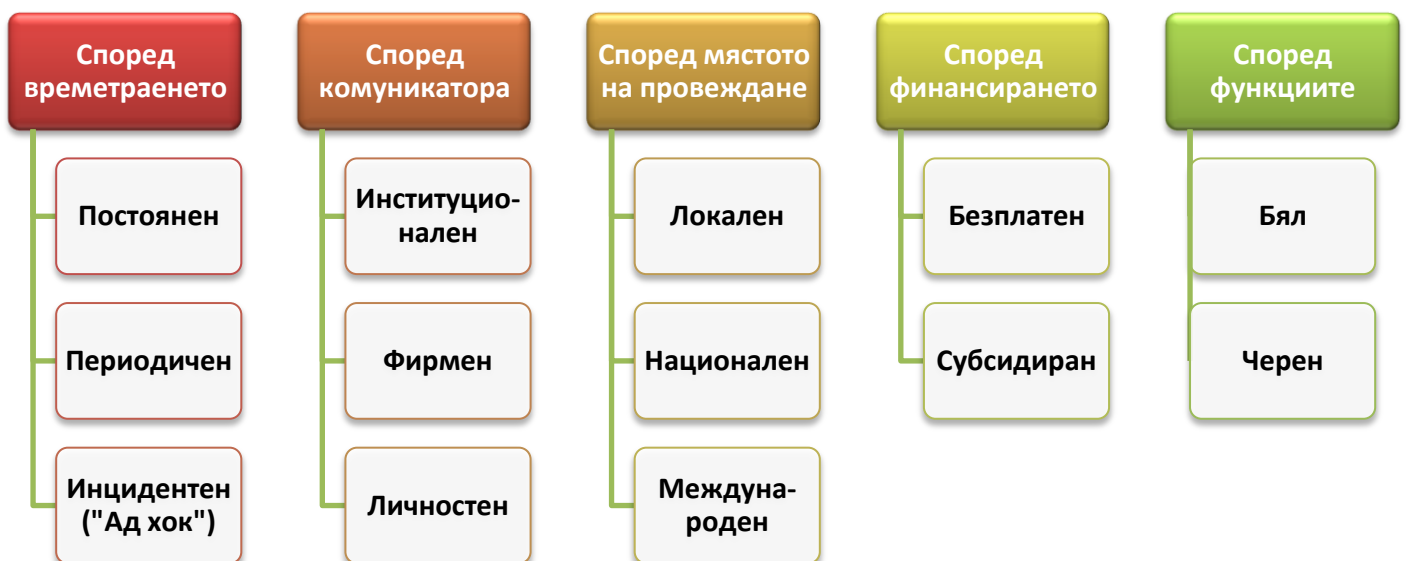 Според
времетраенето
Постоянен
Периодичен
Инцидентен
("Ад хок")
Според
комуникатора
Институцио-
нален
Фирмен
Личностен
Според мястото
на провеждане
Локален
Национален
Междуна-
роден
Според
финансирането
Безплатен
Субсидиран
Според
функциите
Бял
Черен